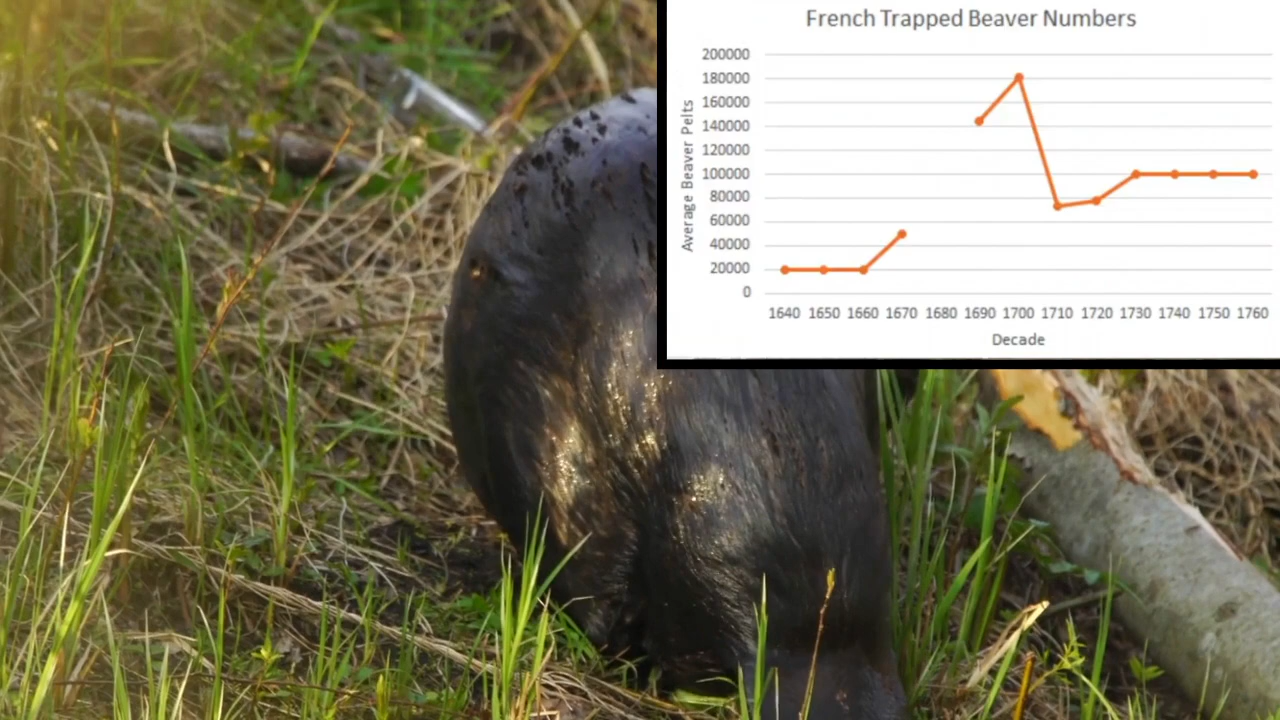 French Trapped Beaver Numbers
200000
180000
160000
140000
120000
100000
80000
60000
40000
20000
0
Average Beaver Pelts
1640 1650 1660 1670 1680 1690 1700 1710 1720 1730 1740 1750 1760
Decade